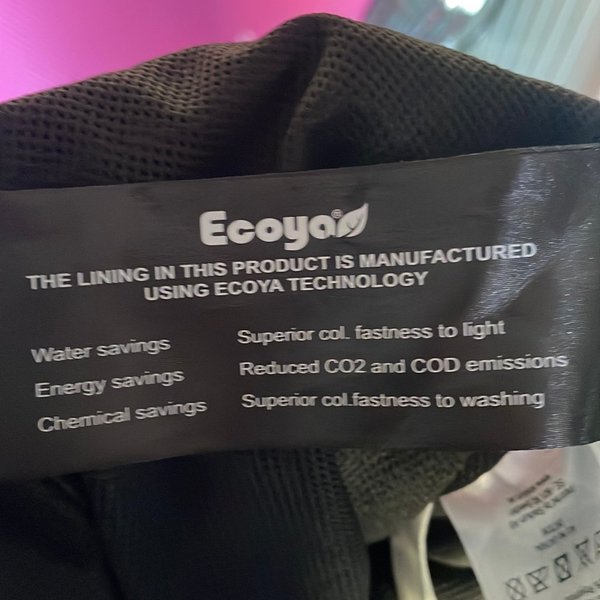 Ecoya®
THE LINING IN THIS PRODUCT IS MANUFACTURED
USING ECOYA TECHNOLOGY
Water savings
Energy savings
Chemical savings
Superior col. fastness to light
Reduced CO2 and COD emissions
Superior col.fastness to washing